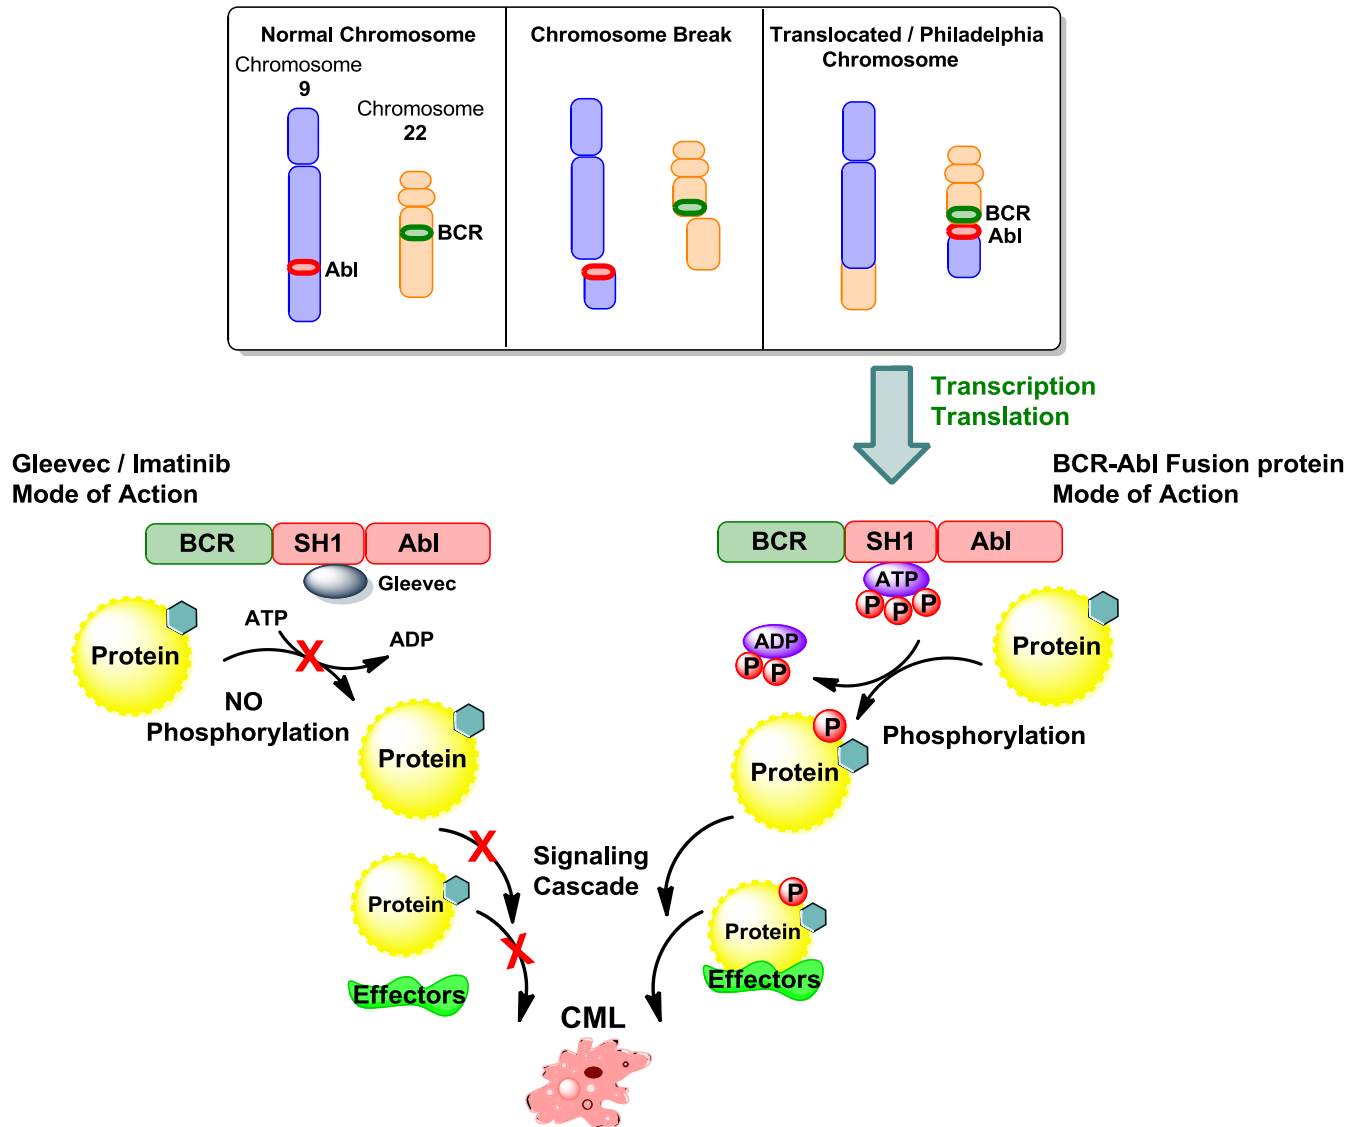 Normal Chromosome
Chromosome
9
Chromosome
22
Abl
BCR
Chromosome Break
Translocated / Philadelphia
Chromosome
BCR
Abl
Transcription
Translation
Gleevec / Imatinib
Mode of Action
BCR
SH1
Abl
Gleevec
Protein
ATP
ADP
X
NO
Phosphorylation
Protein
X
Protein
X
Effectors
BCR-Abl Fusion protein
Mode of Action
BCR
SH1
Abl
ATP
P
P
P
ADP
P
P
Protein
Phosphorylation
P
Protein
Signaling
Cascade
P
Protein
Effectors
CML